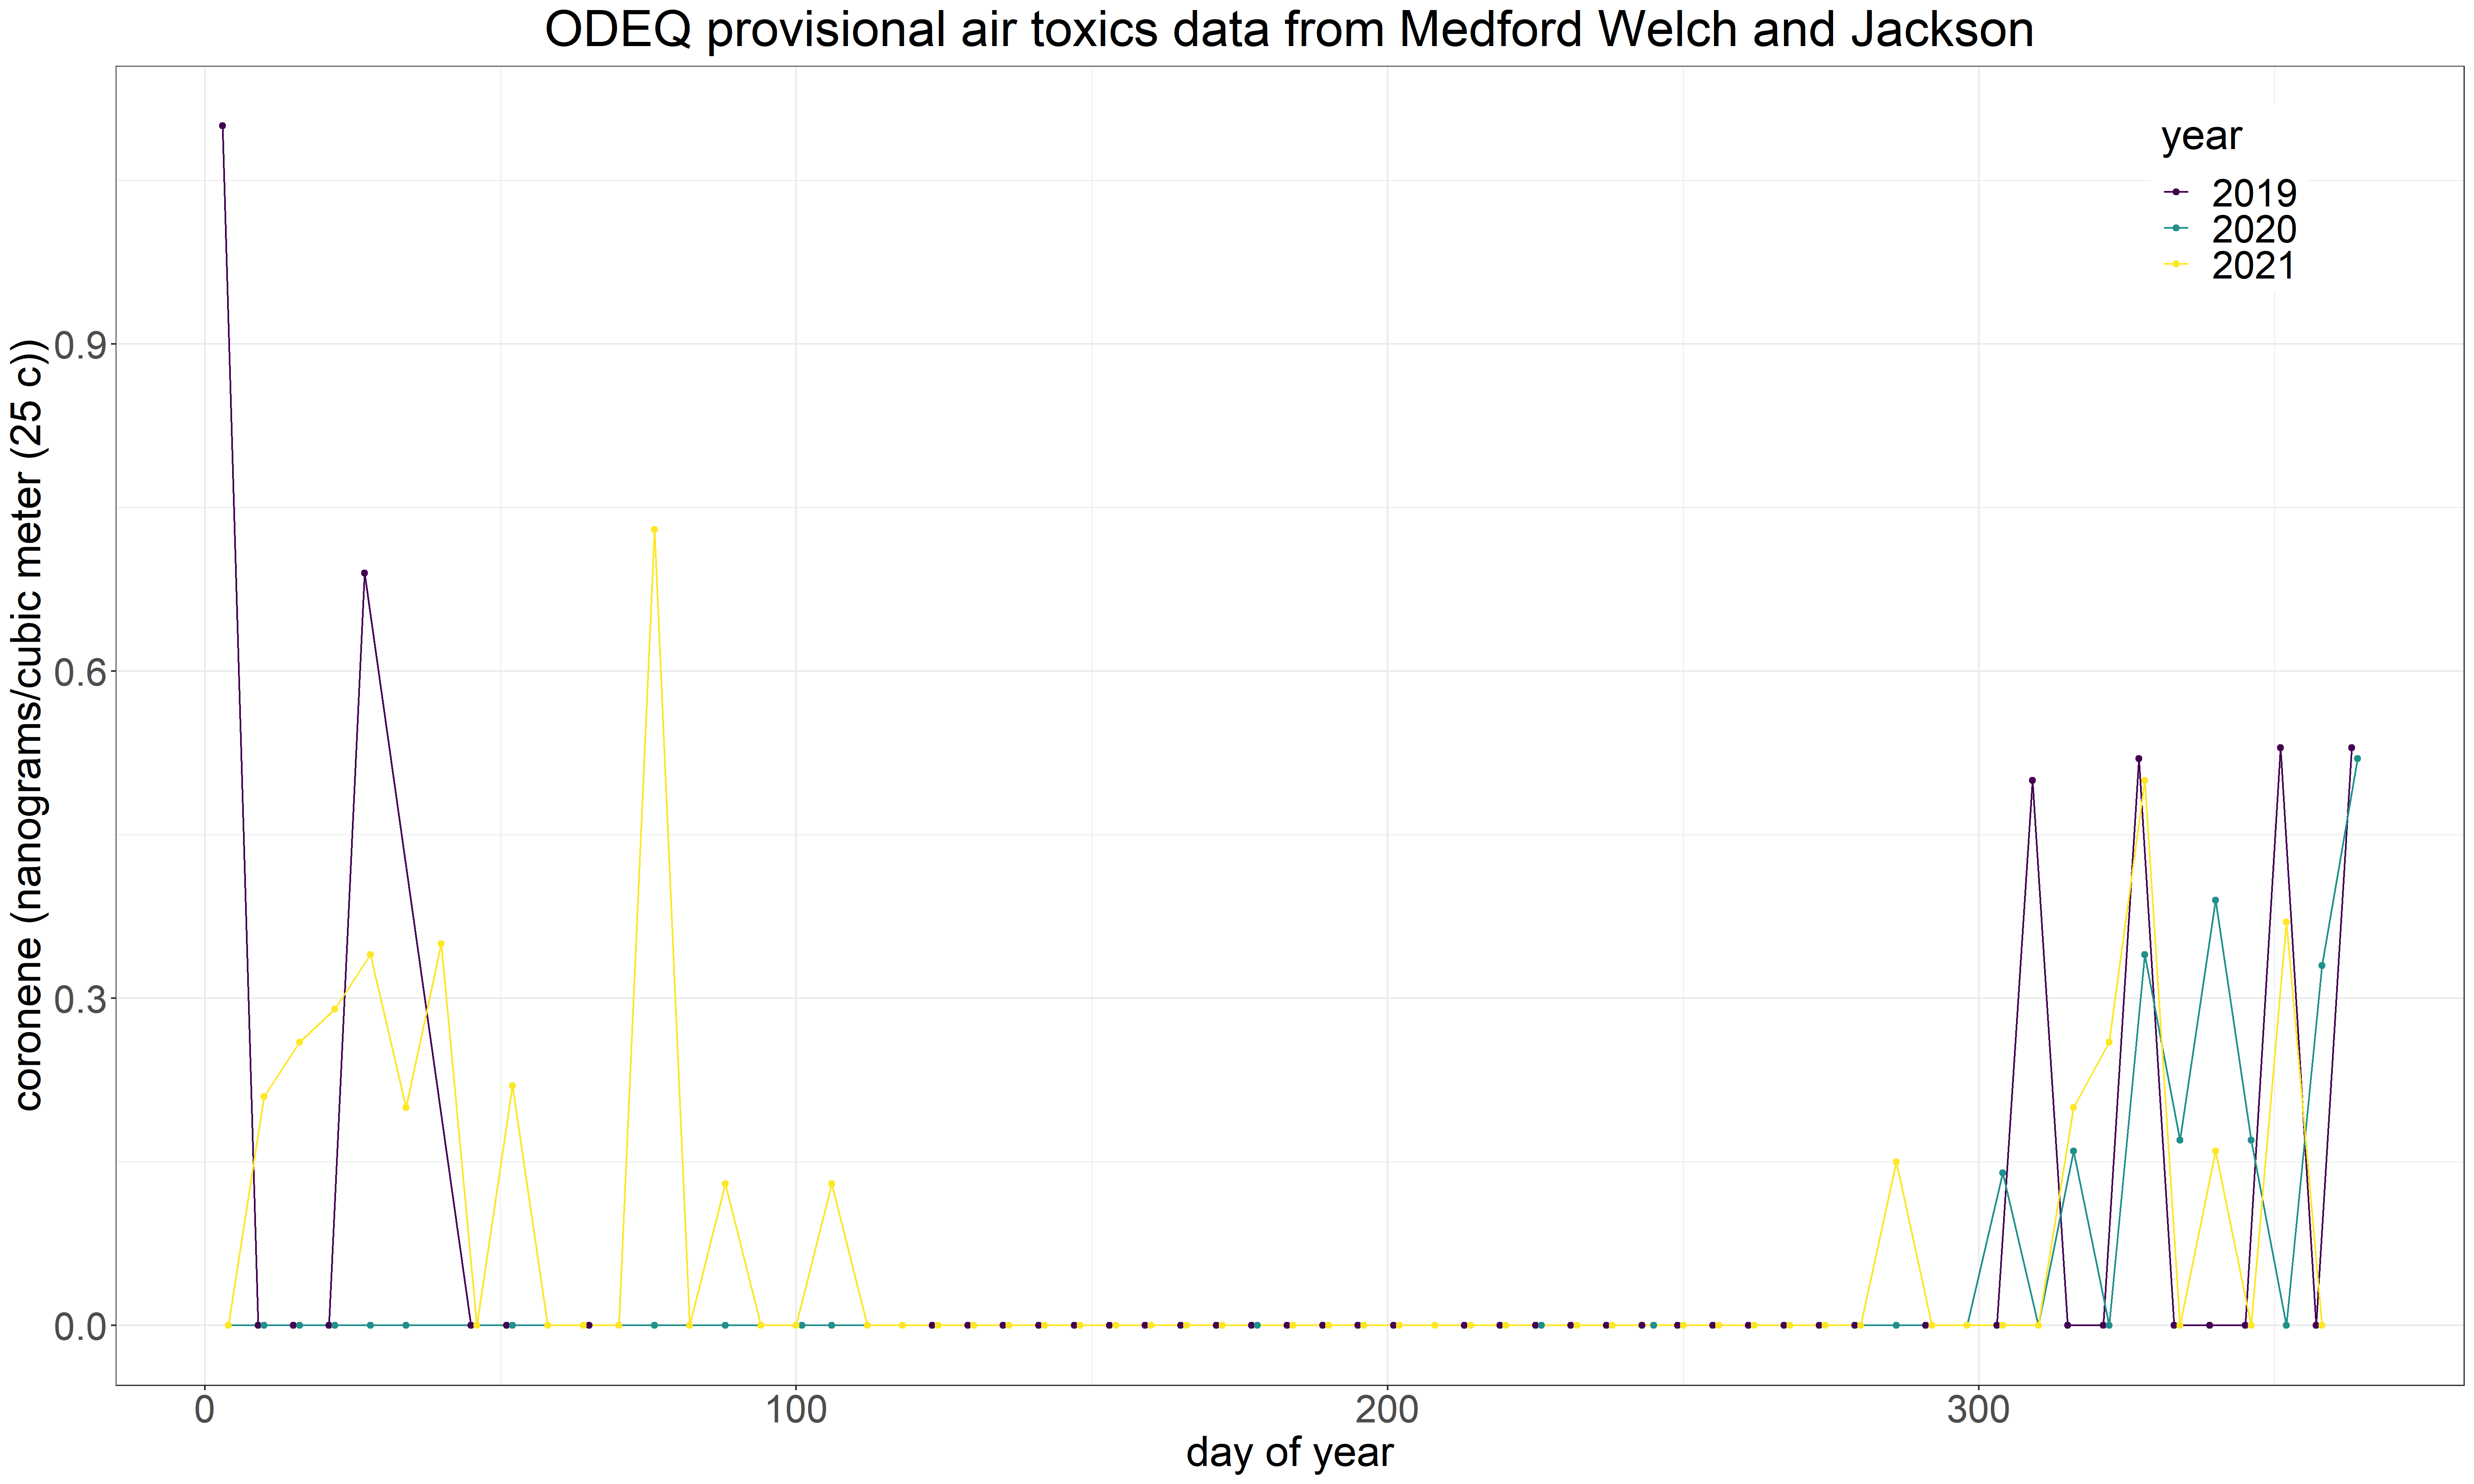 ODEQ provisional air toxics data from Medford Welch and Jackson
year
2019
2020
2021
coronene (nanograms/cubic meter (25 c))
0.9
0.6
0.3
0.0
0 100 200 300
day of year